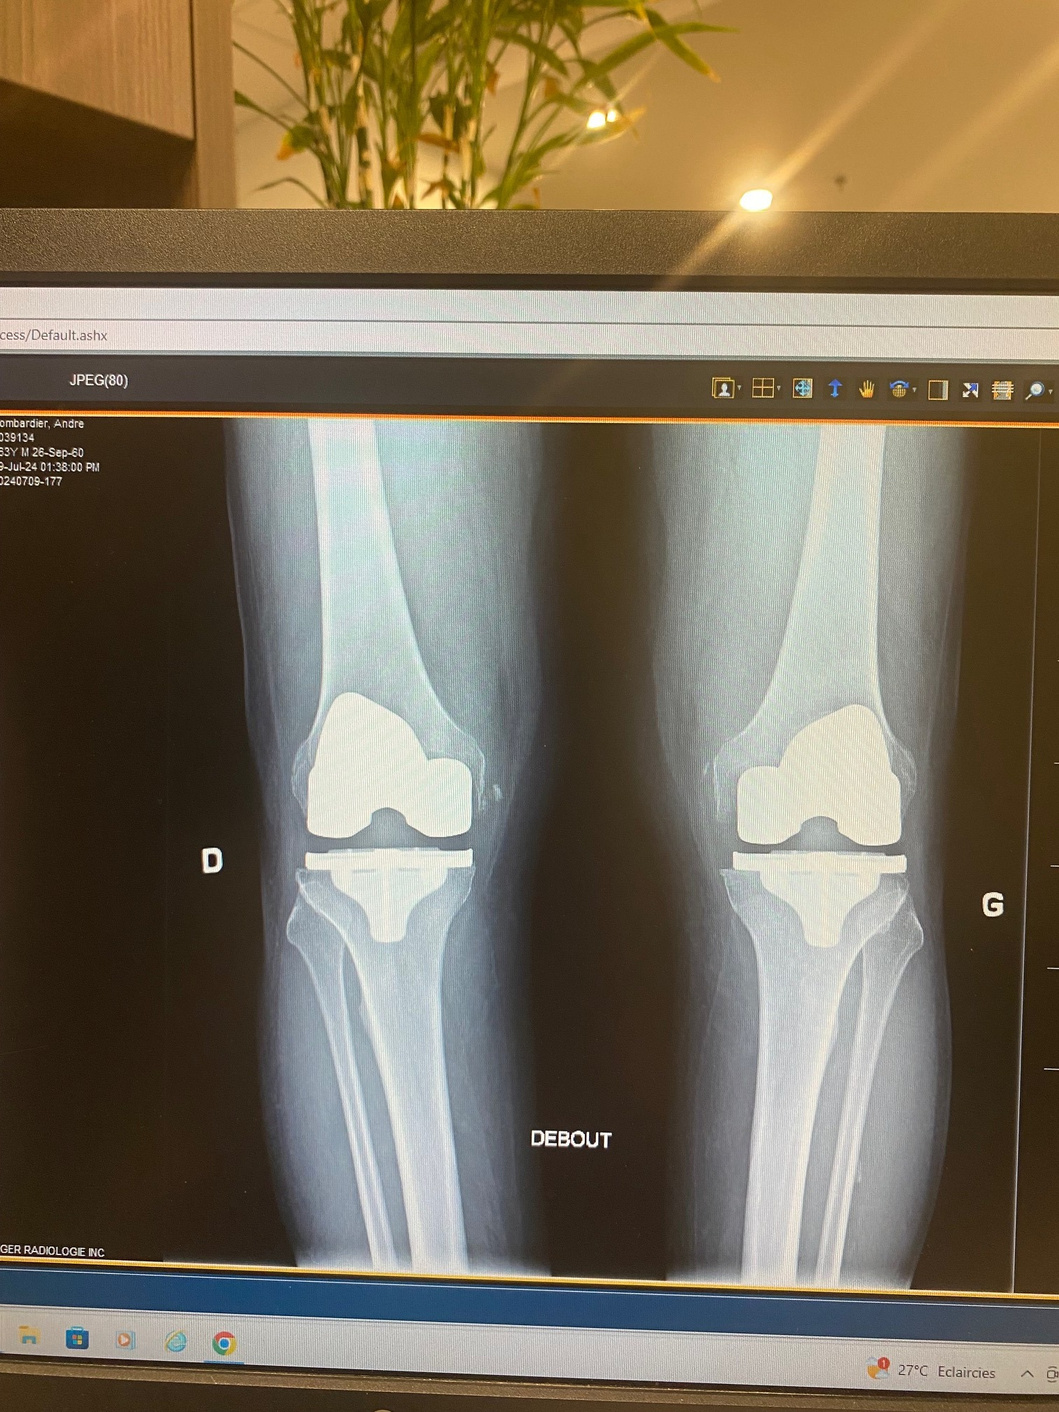 cess/Default.ashx
JPEG(80)
ombardier, Andre
039134
63Y M 26-Sep-60
9-Jul-24 01:38:00 PM
0240709-177
D
G
DEBOUT
GER RADIOLOGIE INC
1
27°C Eclaircies